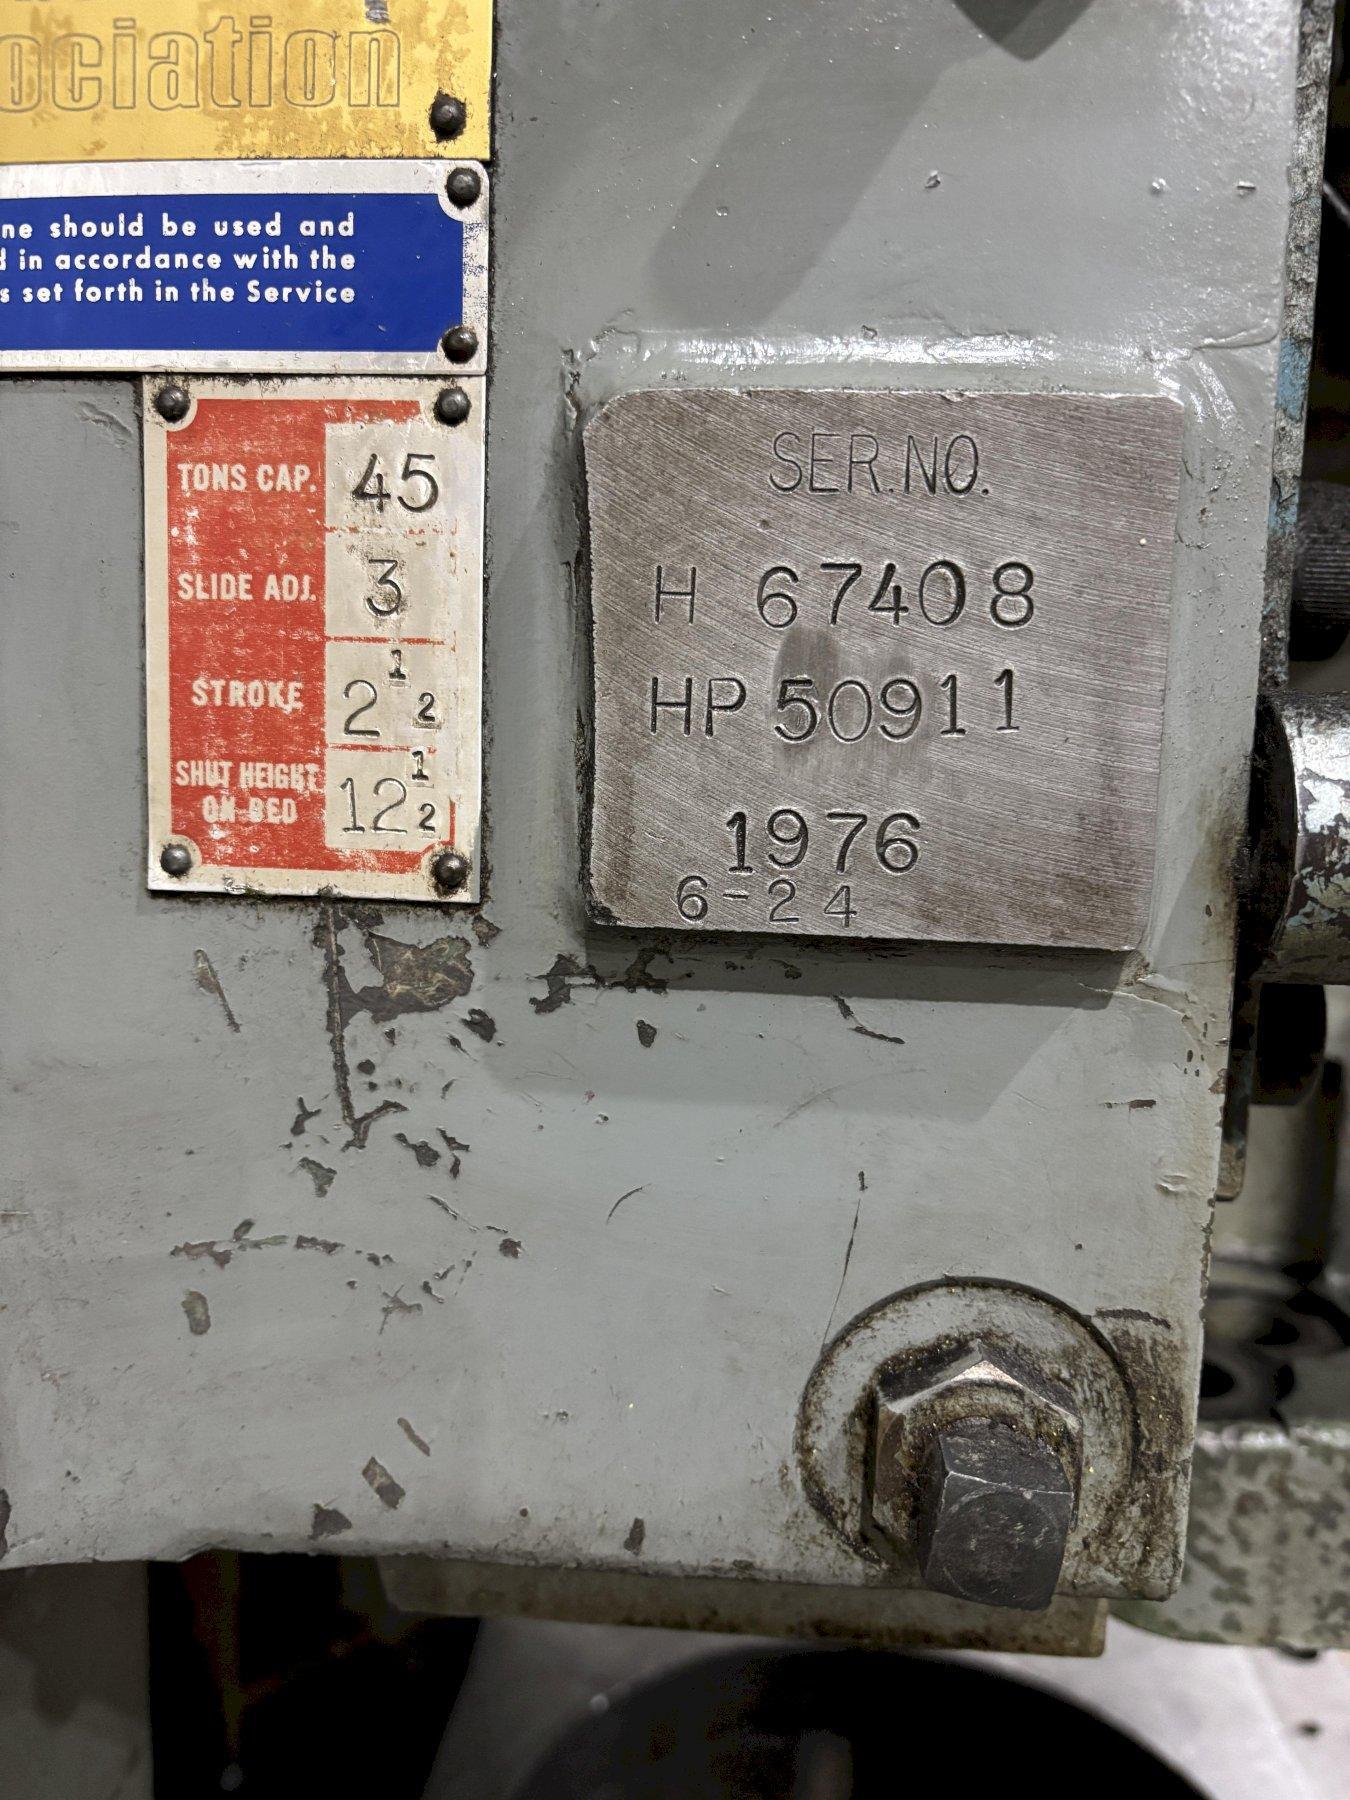 ociation
ne should be used and
d in accordance with the
s set forth in the Service
TONS CAP. 45
SLIDE ADJ. 3
STROKE 2 1/2
SHUT HEIGHT
ON BED 12 1/2
SER.NO.
H 67408
HP 50911
1976
6-24